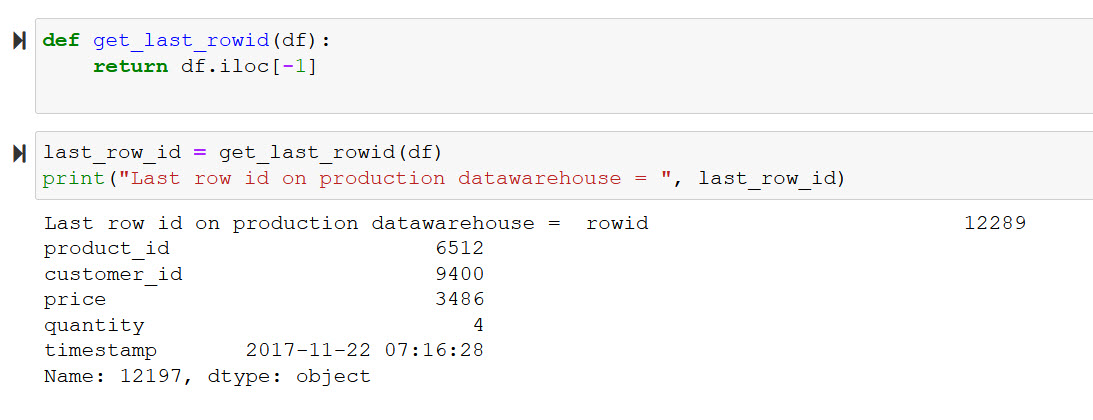 def get_last_rowid(df):
    return df.iloc[-1]
last_row_id = get_last_rowid(df)
print("Last row id on production datawarehouse = ", last_row_id)
Last row id on production datawarehouse =  rowid                         12289
product_id                     6512
customer_id                    9400
price                          3486
quantity                          4
timestamp       2017-11-22 07:16:28
Name: 12197, dtype: object